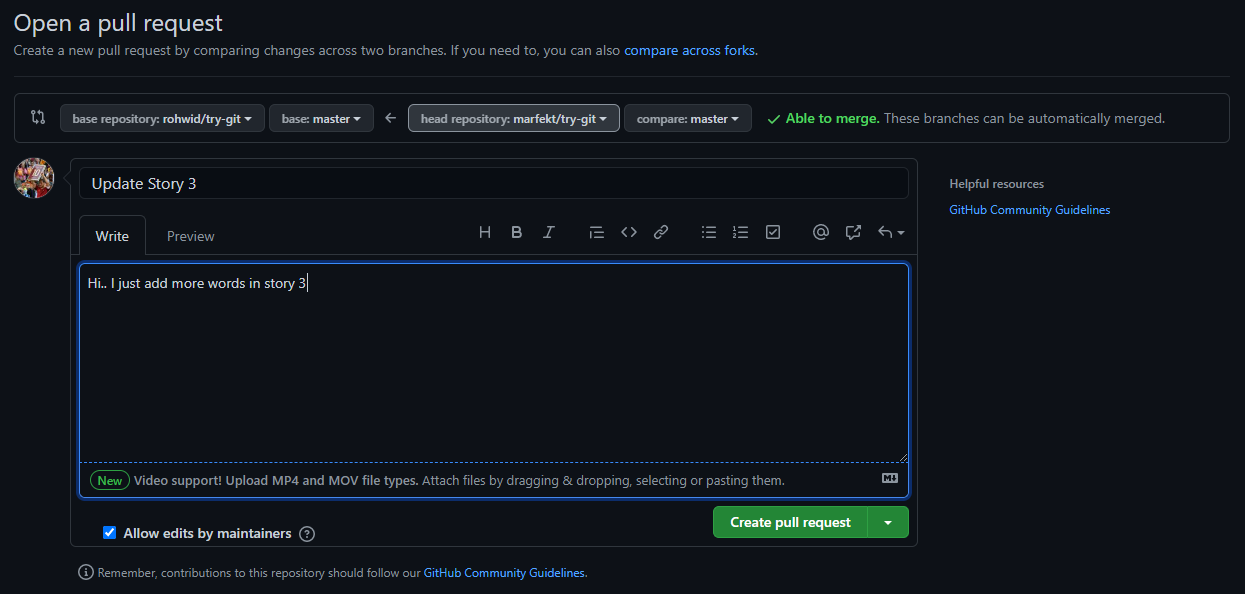 Open a pull request
Create a new pull request by comparing changes across two branches. If you need to, you can also compare across forks.
base repository: rohwid/try-git base: master head repository: marfekt/try-git compare: master Able to merge. These branches can be automatically merged.
Update Story 3
Helpful resources
GitHub Community Guidelines
Write Preview
Hi.. I just add more words in story 3
New Video support! Upload MP4 and MOV file types. Attach files by dragging & dropping, selecting or pasting them.
Allow edits by maintainers
Create pull request
Remember, contributions to this repository should follow our GitHub Community Guidelines.